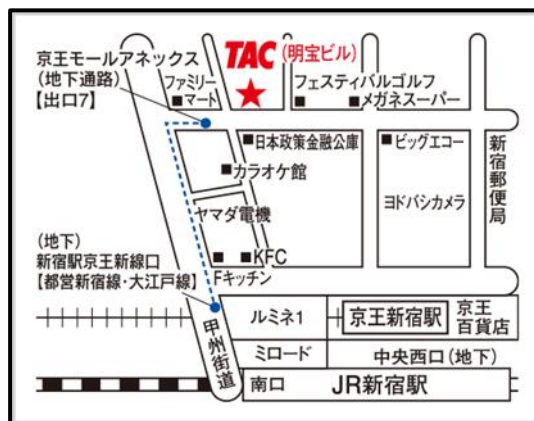 京王モールアネックス
(地下通路)
【出口7】
TAC(明宝ビル)
ファミリー
マート
フェスティバルゴルフ
メガネスーパー
日本政策金融公庫
ビッグエコー
新宿郵便局
カラオケ館
ヤマダ電機
ヨドバシカメラ
KFC
Fキッチン
(地下)
新宿駅京王新線口
【都営新宿線・大江戸線】
甲州街道
ルミネ1
京王新宿駅
京王
百貨店
ミロード
中央西口(地下)
南口
JR新宿駅